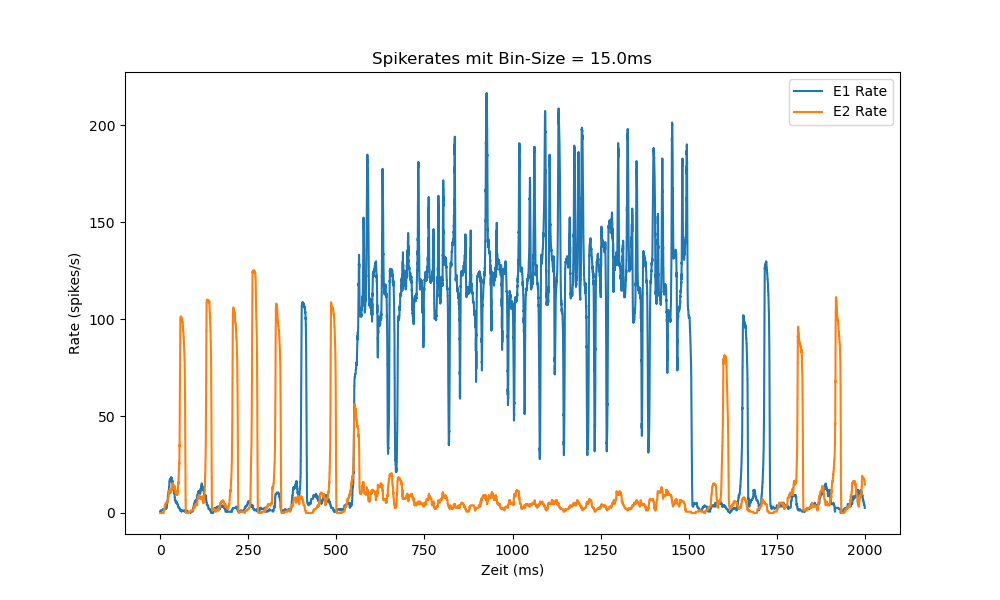 Spikerates mit Bin-Size = 15.0ms
E1 Rate
E2 Rate
200
150
100
50
0
Rate (spikes/s)
0 250 500 750 1000 1250 1500 1750 2000
Zeit (ms)